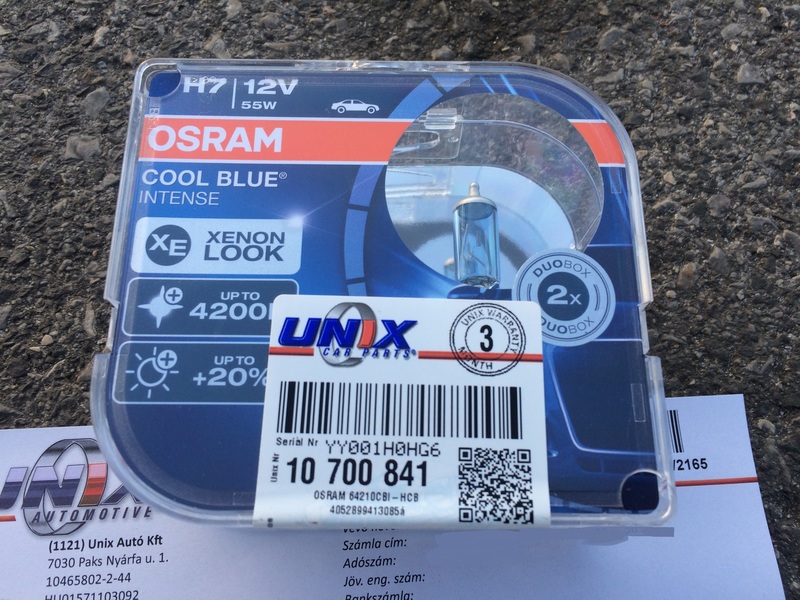 H7 12V
55W
OSRAM
COOL BLUE®
INTENSE
XE XENON
LOOK
UP TO
4200K
UP TO
+20%
DUOBOX
2x
DUOBOX
UNIX
CAR PARTS®
UNIX WARRANTY
3
MONTH
Serial Nr YY001H0HG6
Unix Nr 10 700 841
OSRAM 64210CBI-HCB
4052899413085
UNIX
AUTOMOTIVE
(1121) Unix Autó Kft
7030 Paks Nyárfa u. 1.
10465802-2-44
HU01571103092
/2165
Számla cím:
Adószám:
Jöv. eng. szám:
Bankszámla: